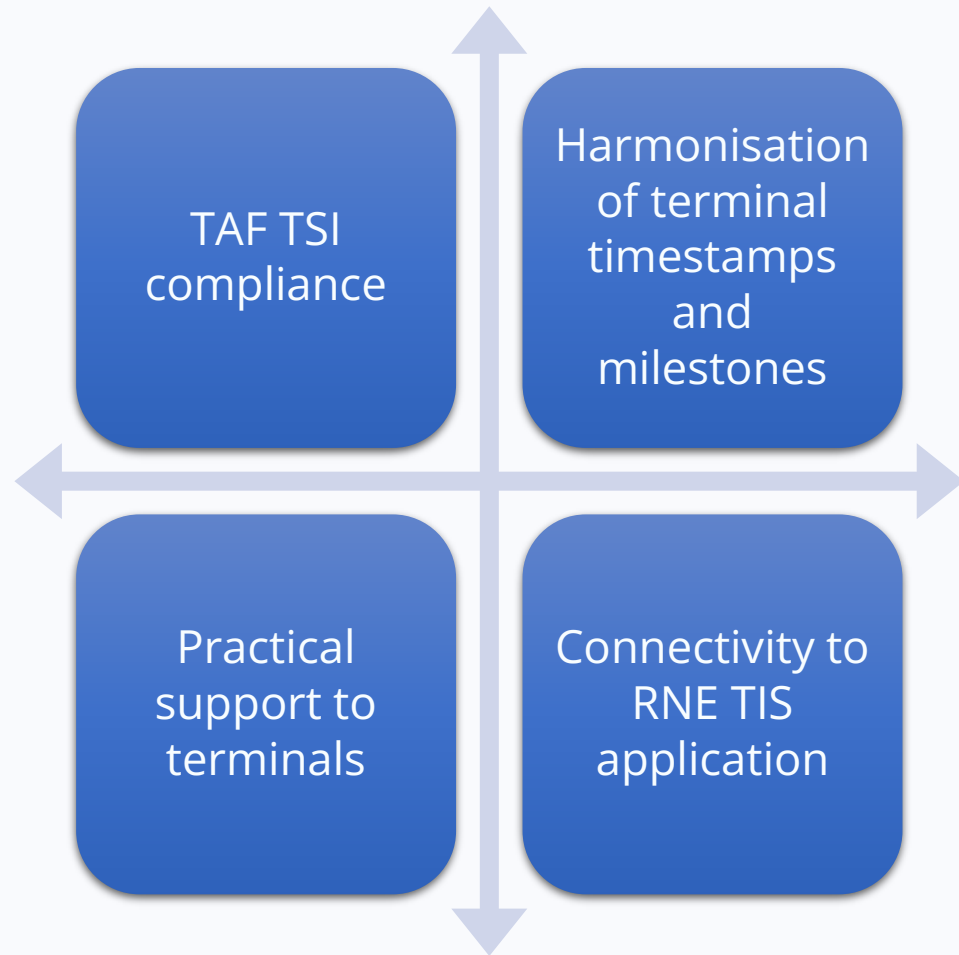 TAF TSI
compliance
Harmonisation
of terminal
timestamps
and
milestones
Practical
support to
terminals
Connectivity to
RNE TIS
application